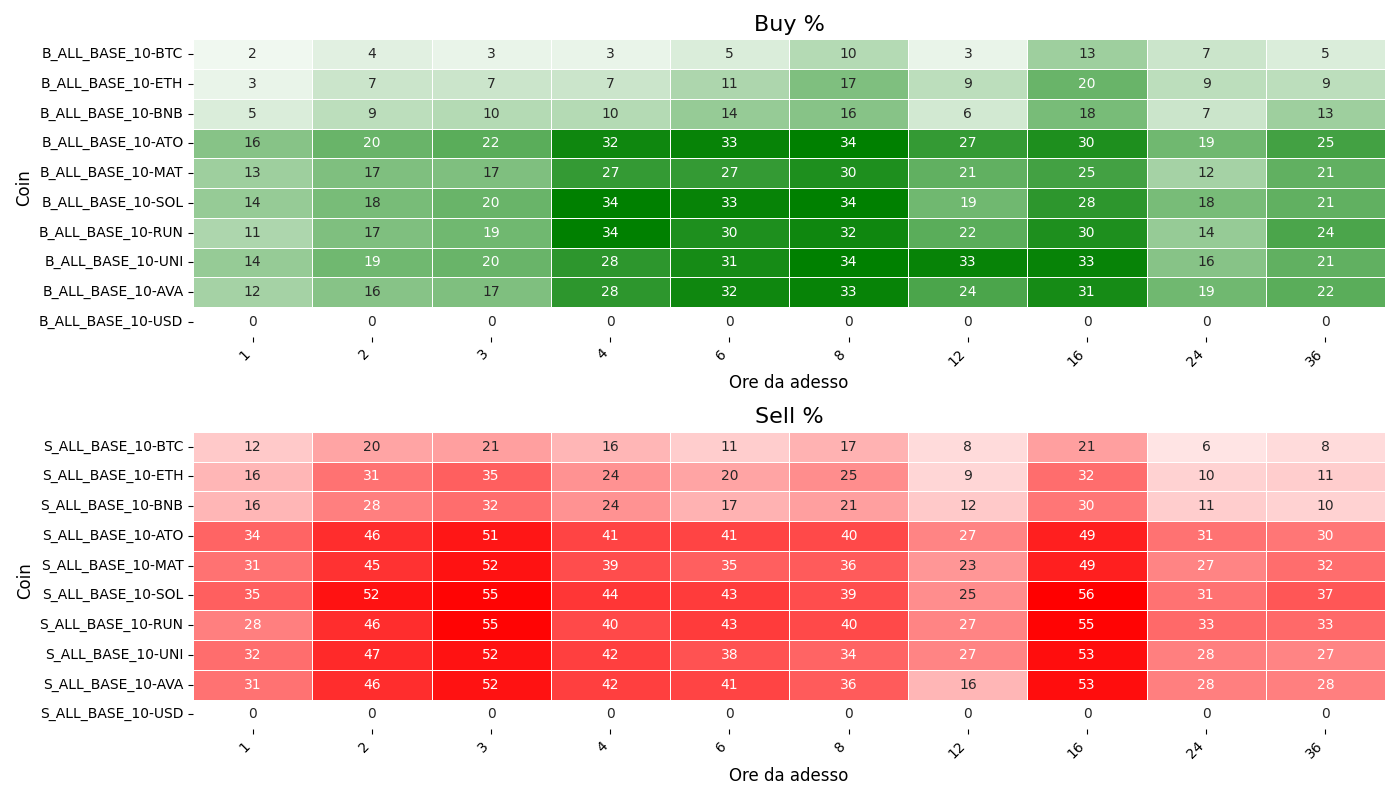 Buy %
Coin
B_ALL_BASE_10-BTC 2 4 3 3 5 10 3 13 7 5
B_ALL_BASE_10-ETH 3 7 7 7 11 17 9 20 9 9
B_ALL_BASE_10-BNB 5 9 10 10 14 16 6 18 7 13
B_ALL_BASE_10-ATO 16 20 22 32 33 34 27 30 19 25
B_ALL_BASE_10-MAT 13 17 17 27 27 30 21 25 12 21
B_ALL_BASE_10-SOL 14 18 20 34 33 34 19 28 18 21
B_ALL_BASE_10-RUN 11 17 19 34 30 32 22 30 14 24
B_ALL_BASE_10-UNI 14 19 20 28 31 34 33 33 16 21
B_ALL_BASE_10-AVA 12 16 17 28 32 33 24 31 19 22
B_ALL_BASE_10-USD 0 0 0 0 0 0 0 0 0 0
1 2 3 4 6 8 12 16 24 36
Ore da adesso
Sell %
Coin
S_ALL_BASE_10-BTC 12 20 21 16 11 17 8 21 6 8
S_ALL_BASE_10-ETH 16 31 35 24 20 25 9 32 10 11
S_ALL_BASE_10-BNB 16 28 32 24 17 21 12 30 11 10
S_ALL_BASE_10-ATO 34 46 51 41 41 40 27 49 31 30
S_ALL_BASE_10-MAT 31 45 52 39 35 36 23 49 27 32
S_ALL_BASE_10-SOL 35 52 55 44 43 39 25 56 31 37
S_ALL_BASE_10-RUN 28 46 55 40 43 40 27 55 33 33
S_ALL_BASE_10-UNI 32 47 52 42 38 34 27 53 28 27
S_ALL_BASE_10-AVA 31 46 52 42 41 36 16 53 28 28
S_ALL_BASE_10-USD 0 0 0 0 0 0 0 0 0 0
1 2 3 4 6 8 12 16 24 36
Ore da adesso